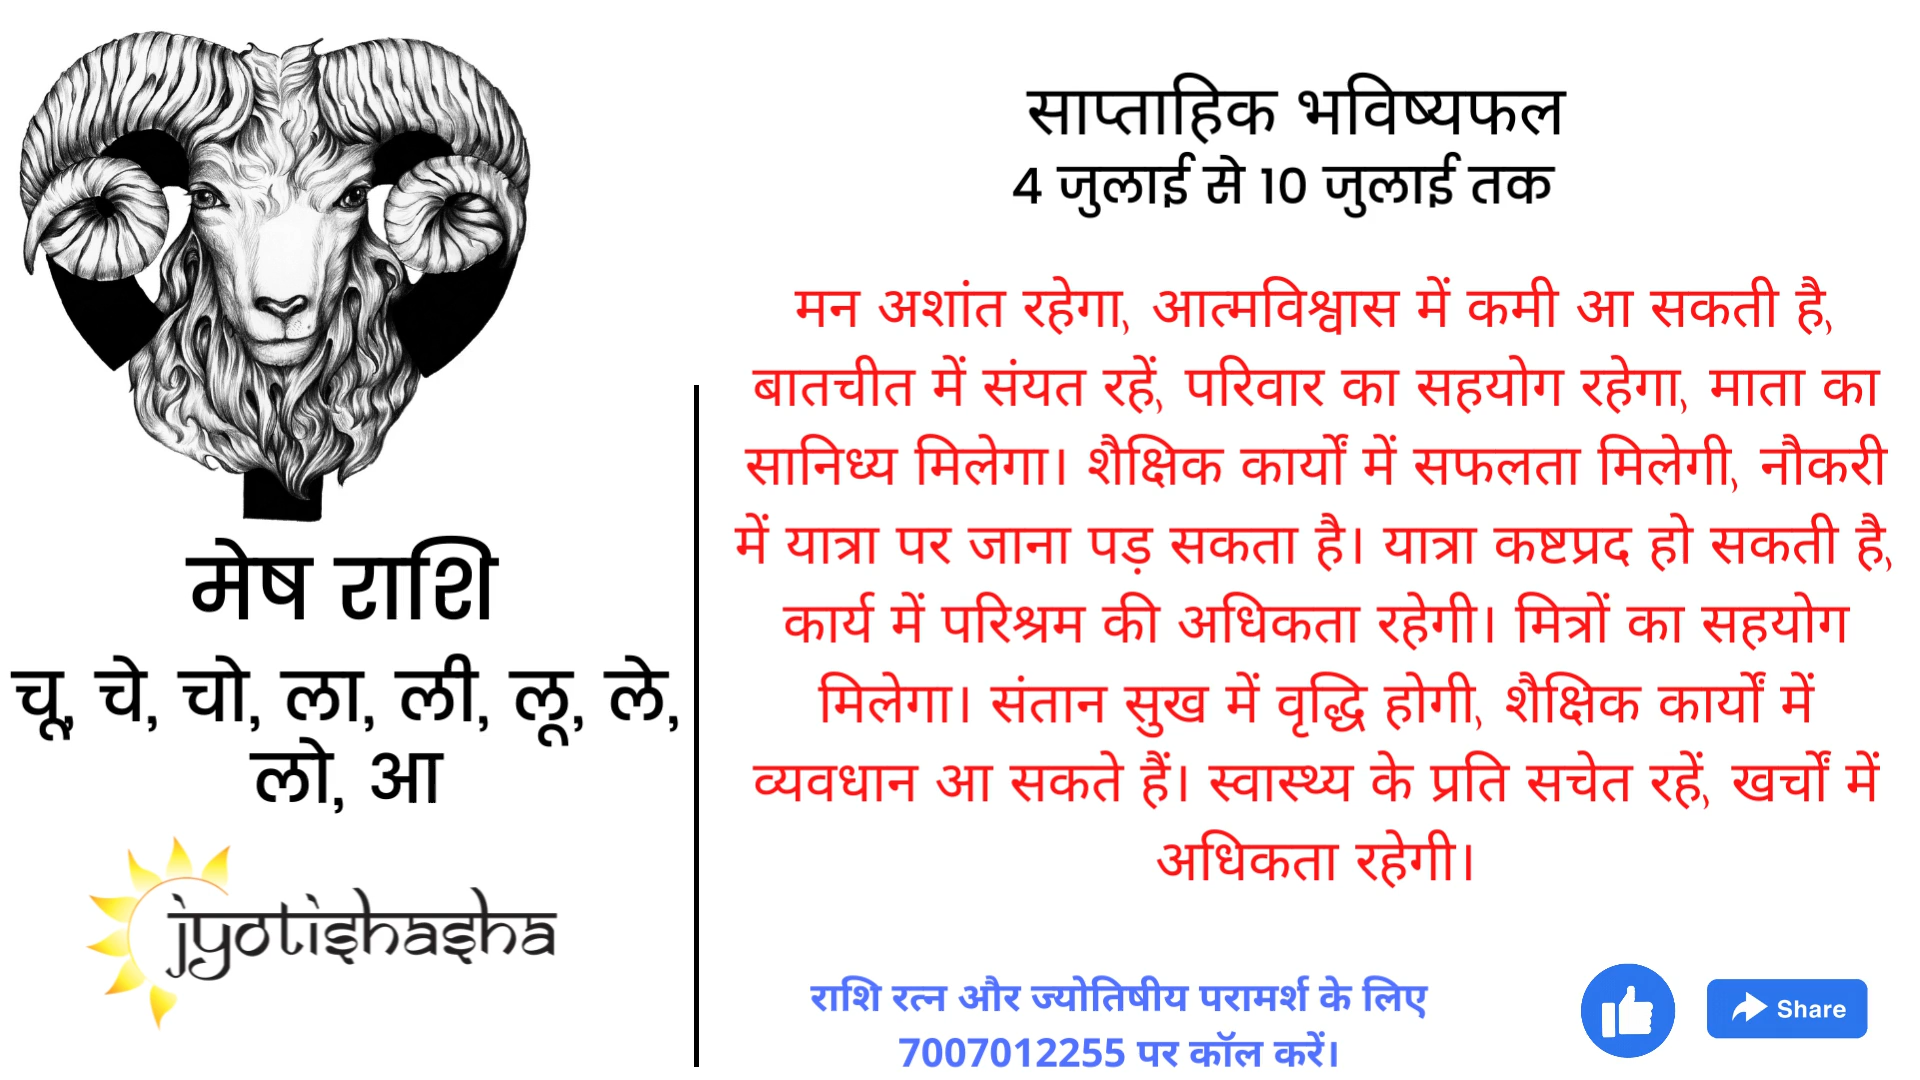 साप्ताहिक भविष्यफल
4 जुलाई से 10 जुलाई तक
मन अशांत रहेगा, आत्मविश्वास में कमी आ सकती है,
बातचीत में संयत रहें, परिवार का सहयोग रहेगा, माता का
सानिध्य मिलेगा। शैक्षिक कार्यों में सफलता मिलेगी, नौकरी
में यात्रा पर जाना पड़ सकता है। यात्रा कष्टप्रद हो सकती है,
कार्य में परिश्रम की अधिकता रहेगी। मित्रों का सहयोग
मिलेगा। संतान सुख में वृद्धि होगी, शैक्षिक कार्यों में
व्यवधान आ सकते हैं। स्वास्थ्य के प्रति सचेत रहें, खर्चों में
अधिकता रहेगी।
मेष राशि
चू, चे, चो, ला, ली, लू, ले,
लो, आ
jyotishasha
राशि रत्न और ज्योतिषीय परामर्श के लिए
7007012255 पर कॉल करें।
Share